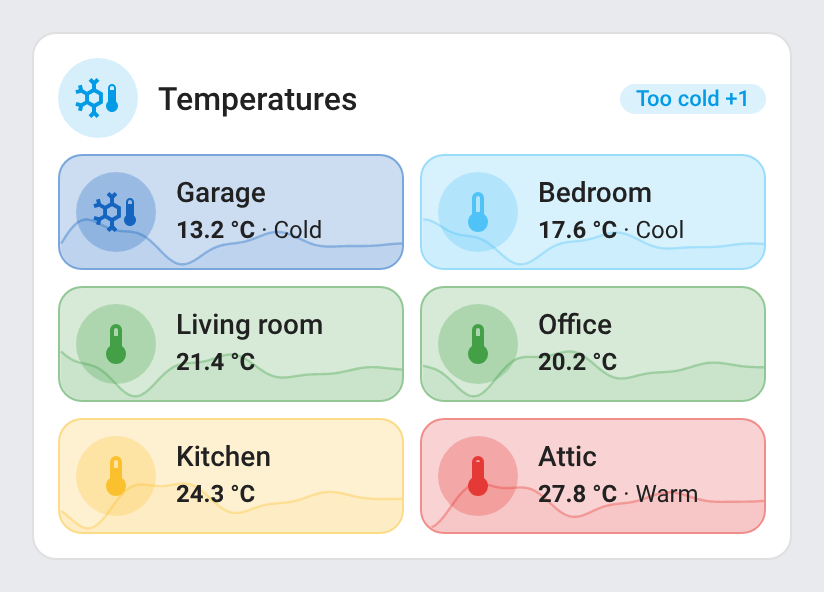 Temperatures
Too cold +1
Garage
13.2 °C · Cold
Bedroom
17.6 °C · Cool
Living room
21.4 °C
Office
20.2 °C
Kitchen
24.3 °C
Attic
27.8 °C · Warm